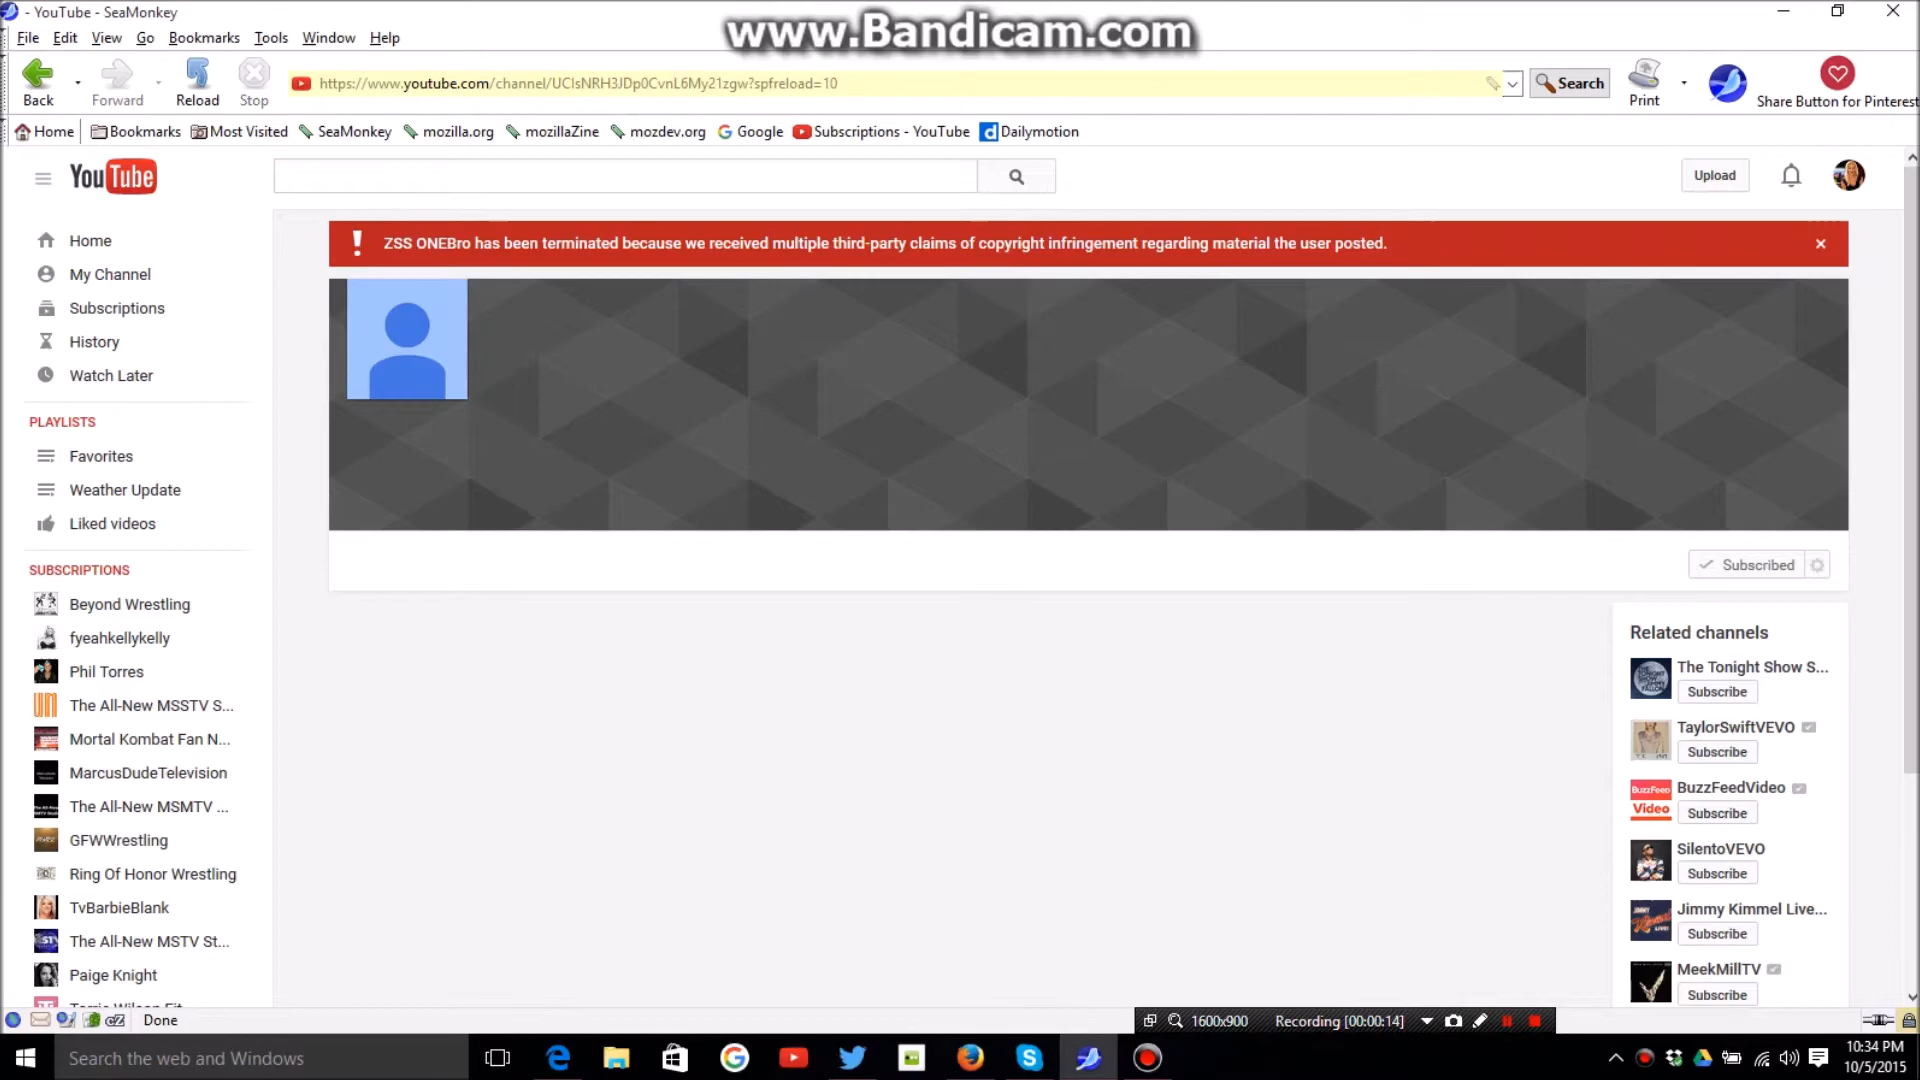 - YouTube - SeaMonkey
www.Bandicam.com
File Edit View Go Bookmarks Tools Window Help
Back Forward Reload Stop
https://www.youtube.com/channel/UClsNRH3JDp0CvnL6My21zgw?spfreload=10
Search
Print
Share Button for Pinterest
Home Bookmarks Most Visited SeaMonkey mozilla.org mozillaZine mozdev.org Google Subscriptions - YouTube Dailymotion
YouTube
Upload
ZSS ONEBro has been terminated because we received multiple third-party claims of copyright infringement regarding material the user posted.
Home
My Channel
Subscriptions
History
Watch Later
PLAYLISTS
Favorites
Weather Update
Liked videos
SUBSCRIPTIONS
Beyond Wrestling
fyeahkellykelly
Phil Torres
The All-New MSSTV S...
Mortal Kombat Fan N...
MarcusDudeTelevision
The All-New MSMTV ...
GFWWrestling
Ring Of Honor Wrestling
TvBarbieBlank
The All-New MSTV St...
Paige Knight
Subscribed
Related channels
The Tonight Show S...
Subscribe
TaylorSwiftVEVO
Subscribe
BuzzFeedVideo
Subscribe
BuzzFeed
Video
SilentoVEVO
Subscribe
Jimmy Kimmel Live...
Subscribe
MeekMillTV
Subscribe
Done
1600x900 Recording [00:00:14]
Search the web and Windows
10:34 PM
10/5/2015